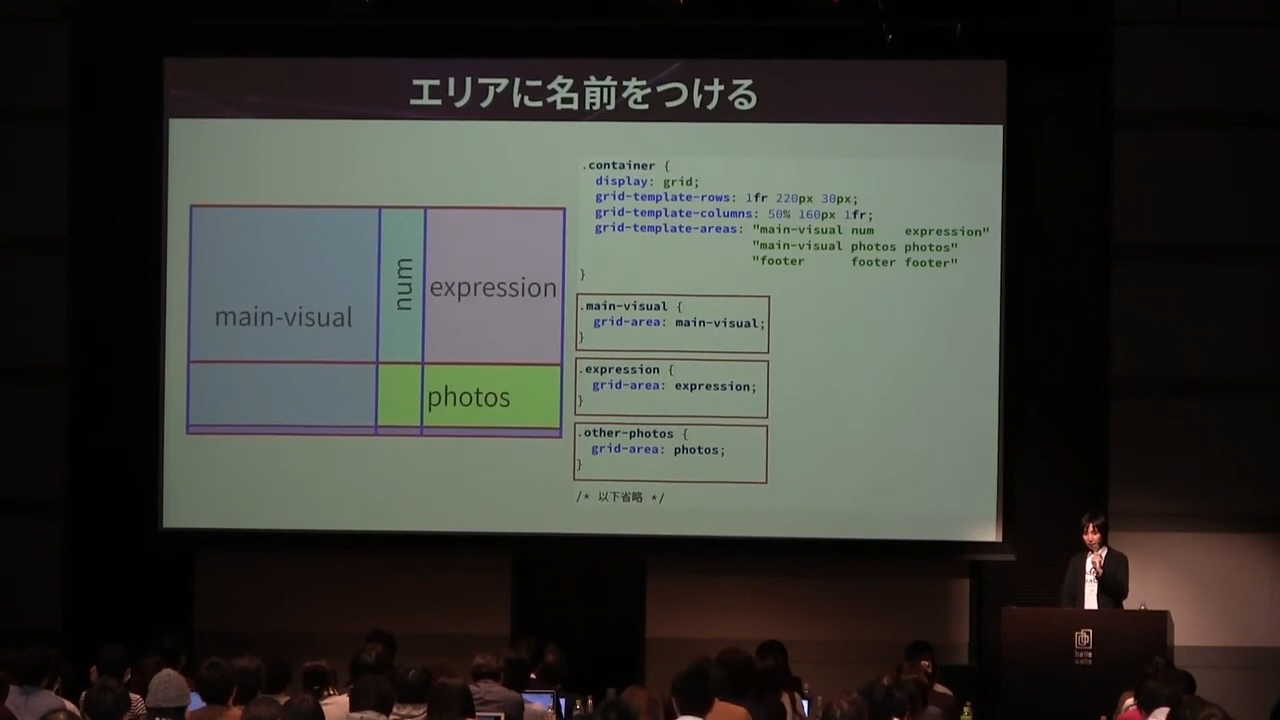 エリアに名前をつける
main-visual
num
expression
photos
.container {
display: grid;
grid-template-rows: 1fr 220px 30px;
grid-template-columns: 50% 160px 1fr;
grid-template-areas: "main-visual num expression"
"main-visual photos photos"
"footer footer footer"
}
.main-visual {
grid-area: main-visual;
}
.expression {
grid-area: expression;
}
.other-photos {
grid-area: photos;
}
/* 以下省略 */
belle
salle